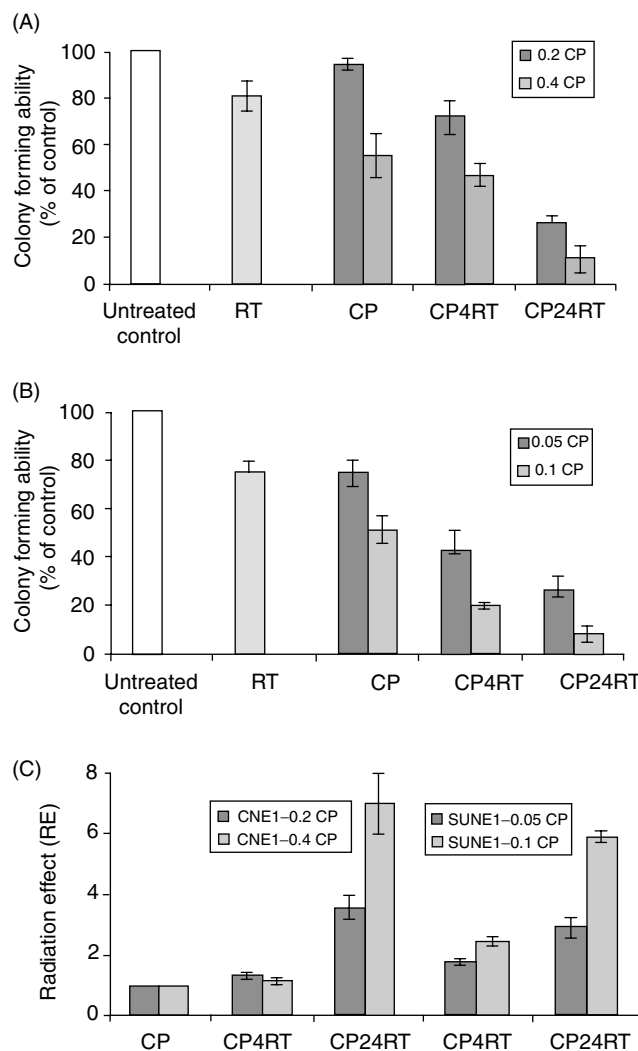 (A)
Colony forming ability
(% of control)
100
80
60
40
20
0
0.2 CP
0.4 CP
Untreated
control
RT
CP
CP4RT
CP24RT
(B)
Colony forming ability
(% of control)
100
80
60
40
20
0
0.05 CP
0.1 CP
Untreated
control
RT
CP
CP4RT
CP24RT
(C)
Radiation effect (RE)
8
6
4
2
0
CNE1–0.2 CP
CNE1–0.4 CP
SUNE1–0.05 CP
SUNE1–0.1 CP
CP
CP4RT
CP24RT
CP4RT
CP24RT